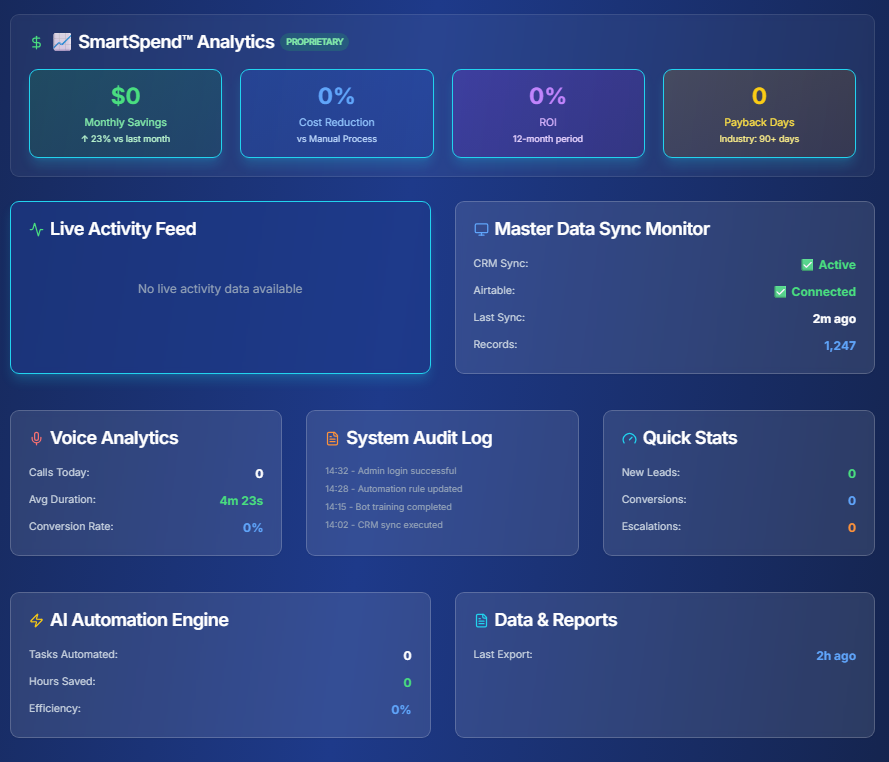 SmartSpend™ Analytics PROPRIETARY
$0
Monthly Savings
↑ 23% vs last month
0%
Cost Reduction
vs Manual Process
0%
ROI
12-month period
0
Payback Days
Industry: 90+ days
Live Activity Feed
No live activity data available
Master Data Sync Monitor
CRM Sync: ✅ Active
Airtable: ✅ Connected
Last Sync: 2m ago
Records: 1,247
Voice Analytics
Calls Today: 0
Avg Duration: 4m 23s
Conversion Rate: 0%
System Audit Log
14:32 - Admin login successful
14:28 - Automation rule updated
14:15 - Bot training completed
14:02 - CRM sync executed
Quick Stats
New Leads: 0
Conversions: 0
Escalations: 0
AI Automation Engine
Tasks Automated: 0
Hours Saved: 0
Efficiency: 0%
Data & Reports
Last Export: 2h ago